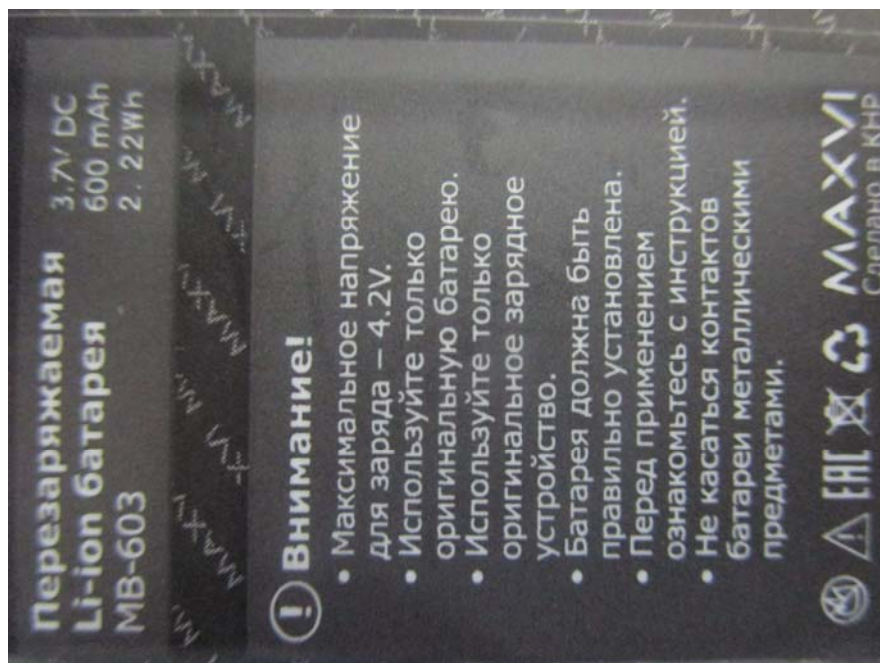 Перезаряжаемая
Li-ion батарея
MB-603
3.7V DC
600 mAh
2. 22Wh
Внимание!
• Максимальное напряжение
для заряда – 4.2V.
• Используйте только
оригинальную батарею.
• Используйте только
оригинальное зарядное
устройство.
• Батарея должна быть
правильно установлена.
• Перед применением
ознакомьтесь с инструкцией.
• Не касаться контактов
батареи металлическими
предметами.
EAC
MAXVI
Сделано в КНР